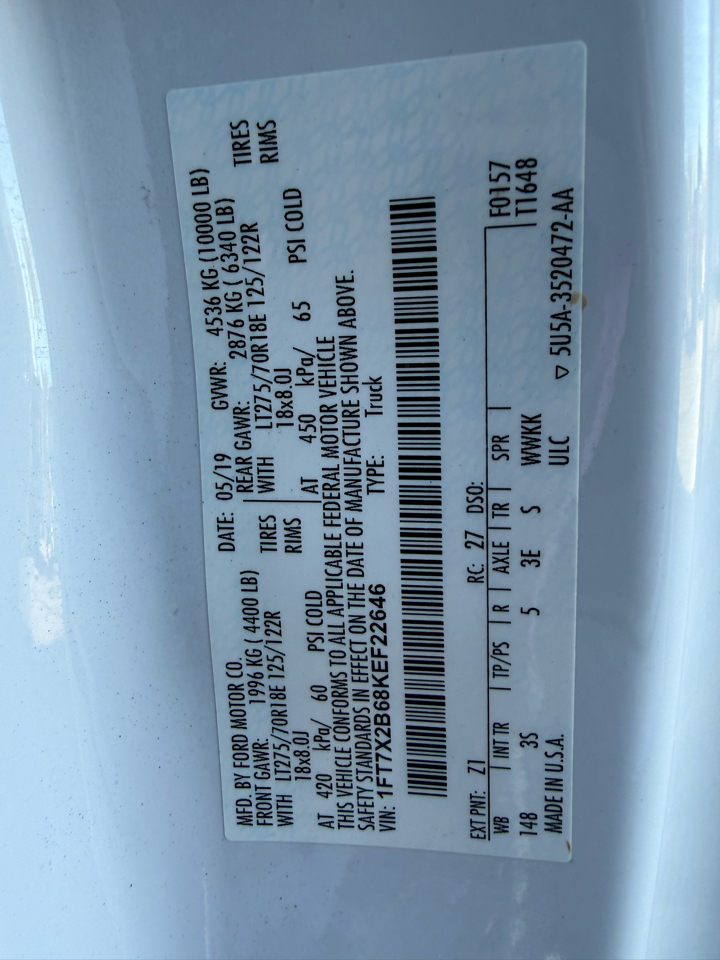 MFD. BY FORD MOTOR CO.
DATE: 05/19 GVWR: 4536 KG (10000 LB)
FRONT GAWR: 1996 KG ( 4400 LB) REAR GAWR: 2876 KG ( 6340 LB)
WITH LT275/70R18E 125/122R TIRES WITH LT275/70R18E 125/122R TIRES
18x8.0J RIMS 18x8.0J RIMS
AT 420 kPa/ 60 PSI COLD AT 450 kPa/ 65 PSI COLD
THIS VEHICLE CONFORMS TO ALL APPLICABLE FEDERAL MOTOR VEHICLE
SAFETY STANDARDS IN EFFECT ON THE DATE OF MANUFACTURE SHOWN ABOVE.
VIN: 1FT7X2B68KEF22646 TYPE: Truck
EXT PNT: Z1 RC: 27 DSO:
WB | INT TR | TP/PS | R | AXLE | TR | SPR | F0157
148 3S 5 3E S WWKK T1648
MADE IN U.S.A. ULC ▽ 5U5A-3520472-AA